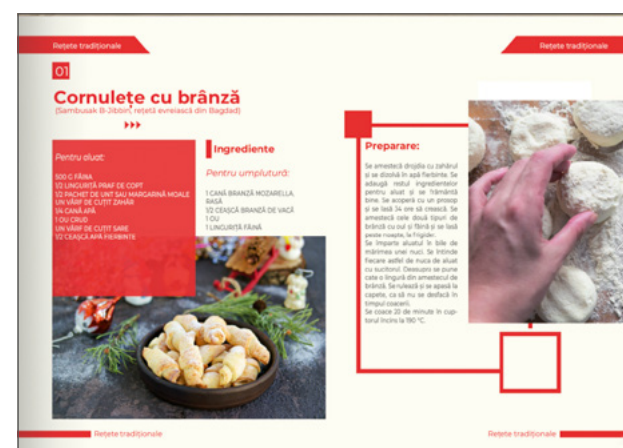 Rețete tradiționale
01
Cornulețe cu brânză
(Sambusak B-Jibbin, rețetă evreiască din Bagdad)
Pentru aluat:
500 G FĂINA
1/2 LINGURIȚĂ PRAF DE COPT
1/2 PACHET DE UNT SAU MARGARINĂ MOALE
UN VÂRF DE CUȚIT ZAHĂR
1/4 CANĂ APĂ
1 OU CRUD
UN VÂRF DE CUȚIT SARE
1/2 CEAȘCĂ APĂ FIERBINTE
Ingrediente
Pentru umplutură:
1 CANĂ BRANZĂ MOZARELLA,
RASĂ
1/2 CEAȘCĂ BRANZĂ DE VACĂ
1 OU
1 LINGURIȚĂ FĂINĂ
Rețete tradiționale
Rețete tradiționale
Preparare:
Se amestecă drojdia cu zahărul
și se dizolvă în apă fierbinte. Se
adaugă restul ingredientelor
pentru aluat și se frământă
bine. Se acoperă cu un prosop
și se lasă 3/4 ore să crească. Se
amestecă cele două tipuri de
brânză cu oul și făină și se lasă
peste noapte, la frigider.
Se împarte aluatul în bile de
mărimea unei nuci. Se întinde
fiecare astfel de nuca de aluat
cu sucitorul. Deasupra se pune
cate o lingură din amestecul de
brânză. Se rulează și se apasă la
capete, ca să nu se desfacă în
timpul coacerii.
Se coace 20 de minute în cup-
torul încins la 190 °C.
Rețete tradiționale